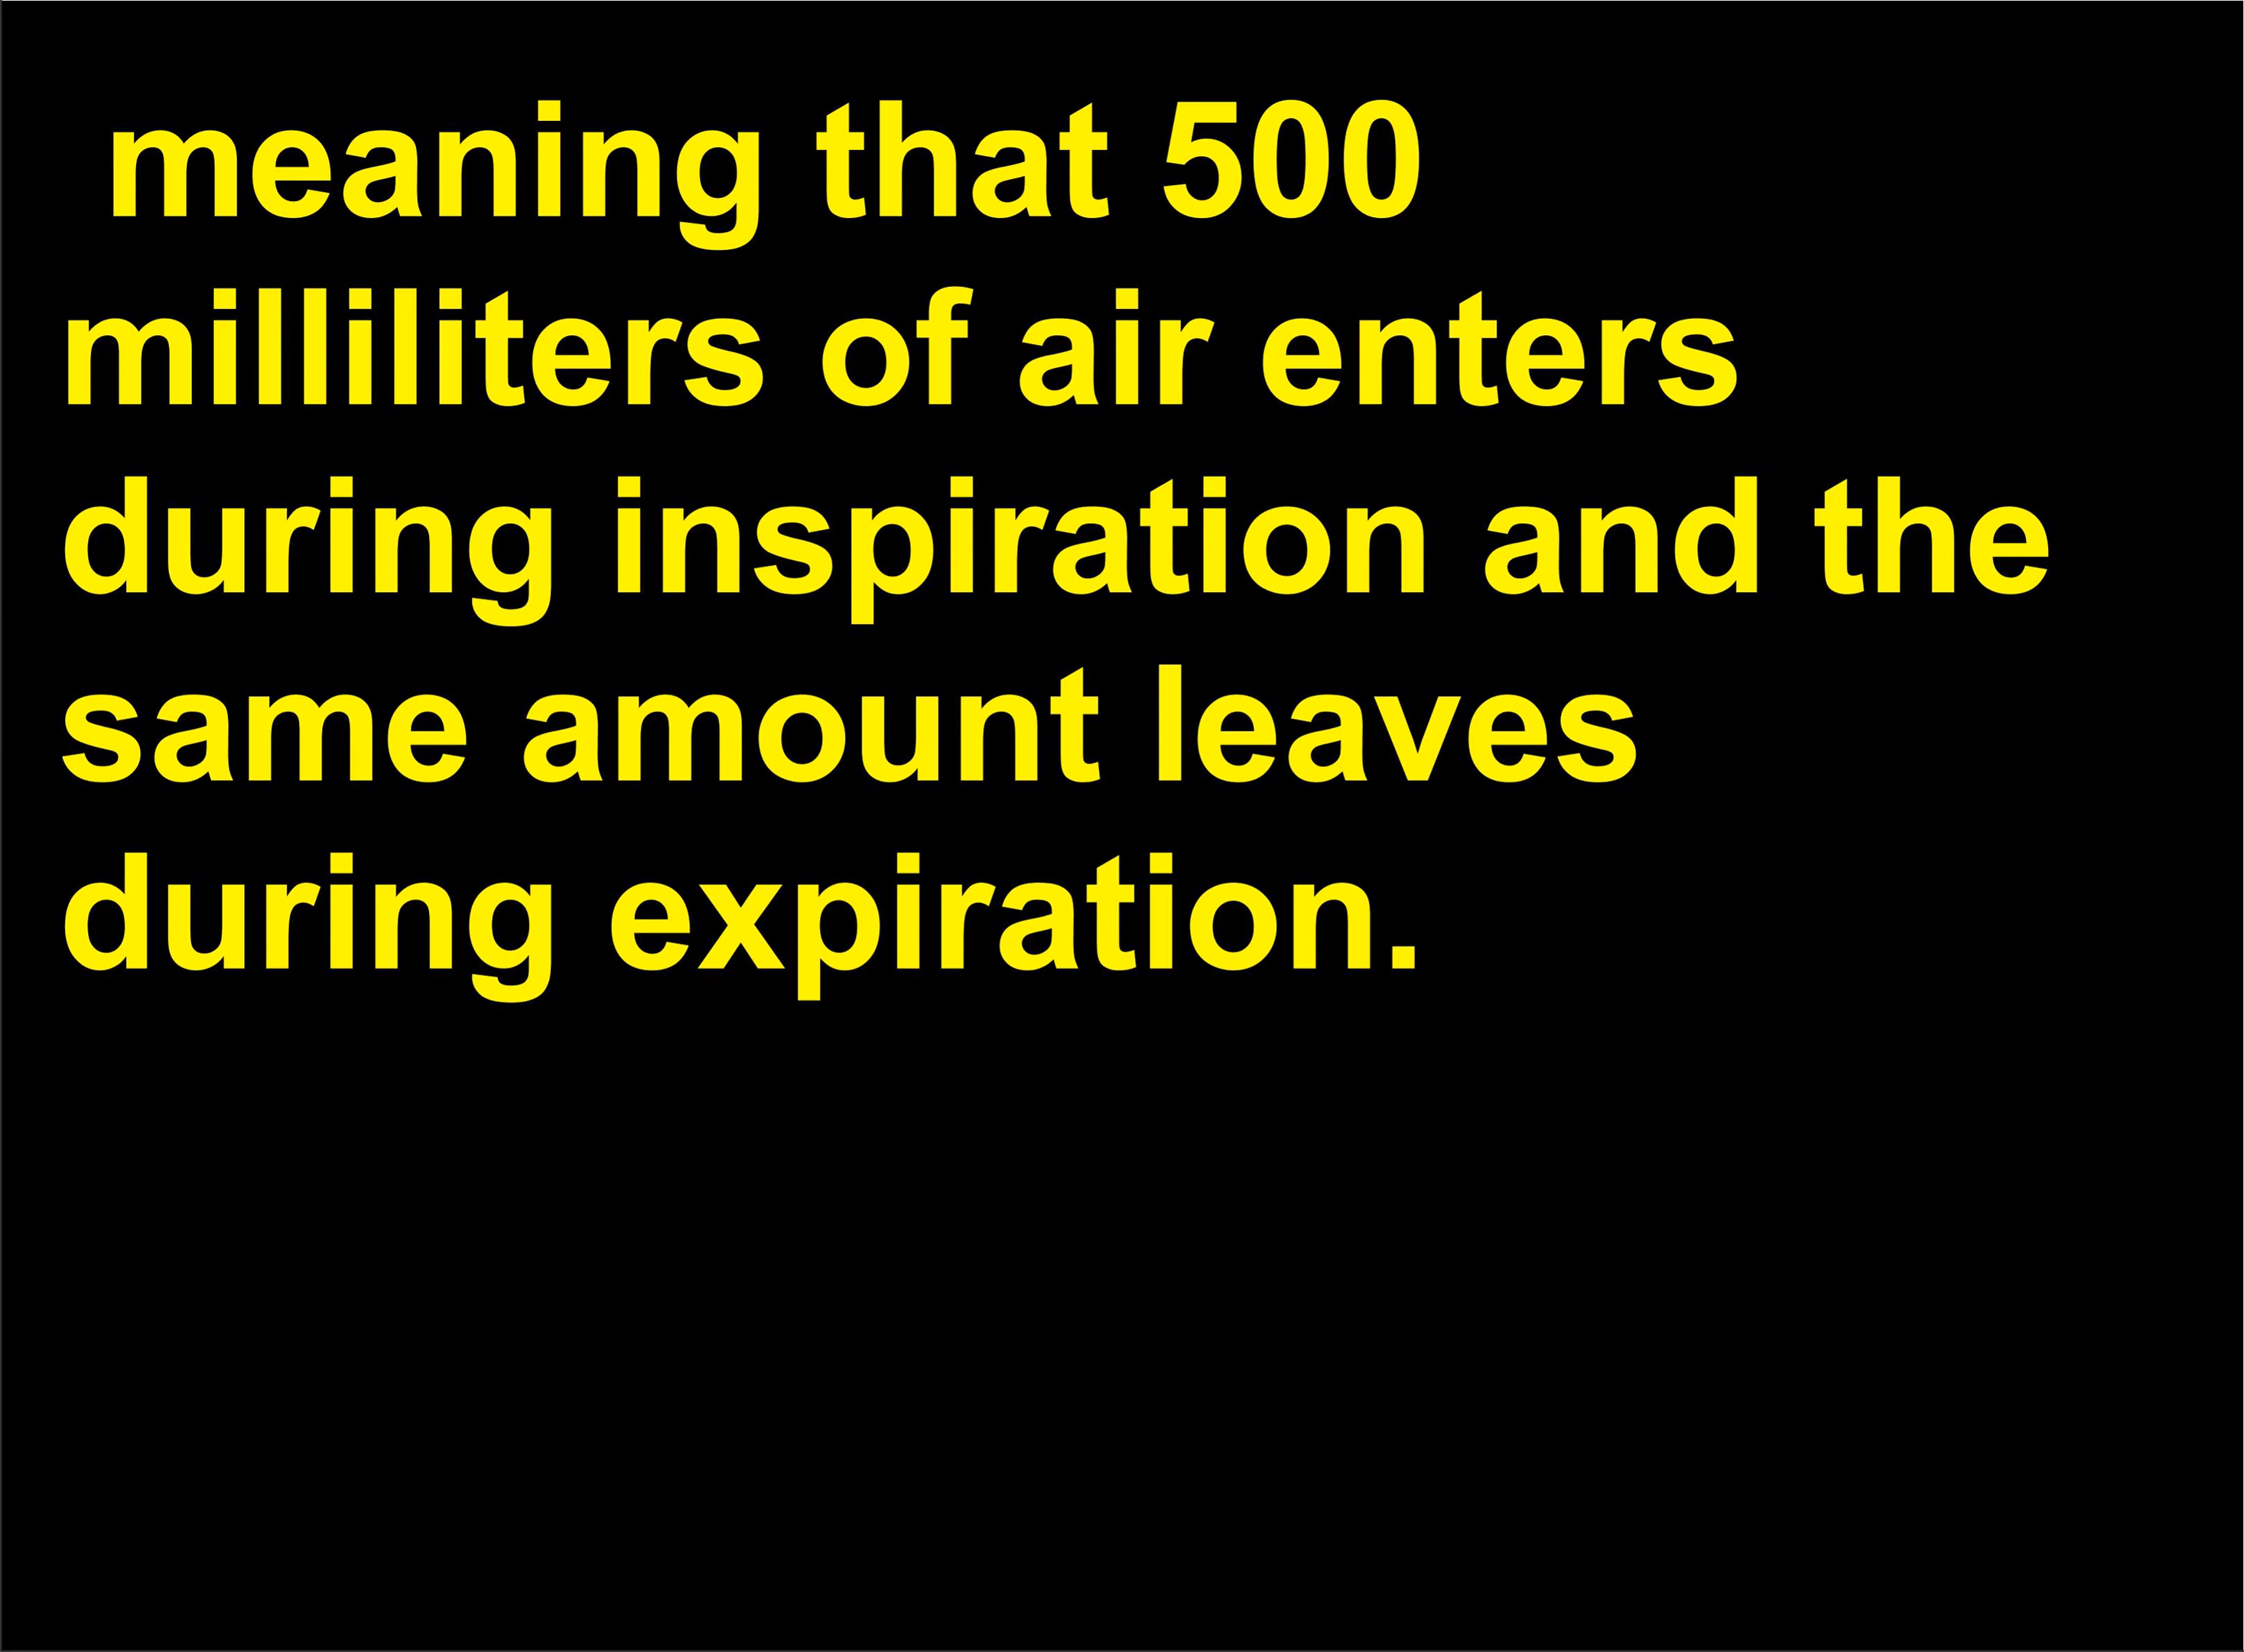 meaning that 500
milliliters of air enters
during inspiration and the
same amount leaves
during expiration.